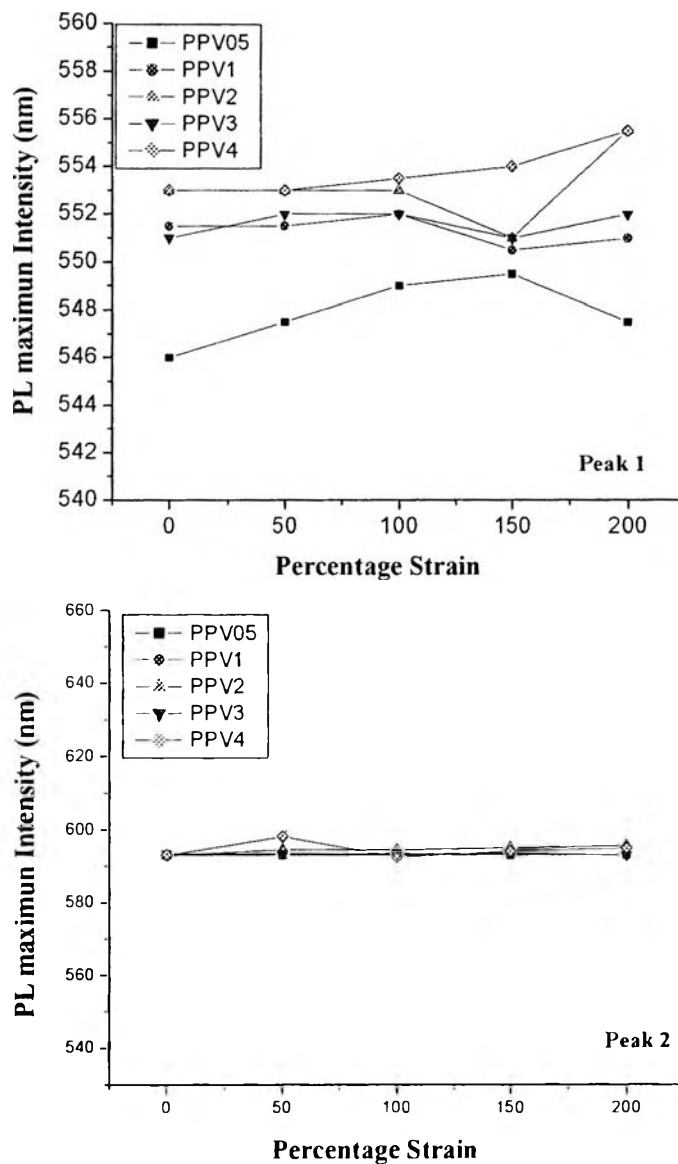 560
558
556
554
552
550
548
546
544
542
540
PL maximun Intensity (nm)
PPV05
PPV1
PPV2
PPV3
PPV4
Peak 1
0 50 100 150 200
Percentage Strain
660
640
620
600
580
560
540
PL maximun Intensity (nm)
PPV05
PPV1
PPV2
PPV3
PPV4
Peak 2
0 50 100 150 200
Percentage Strain